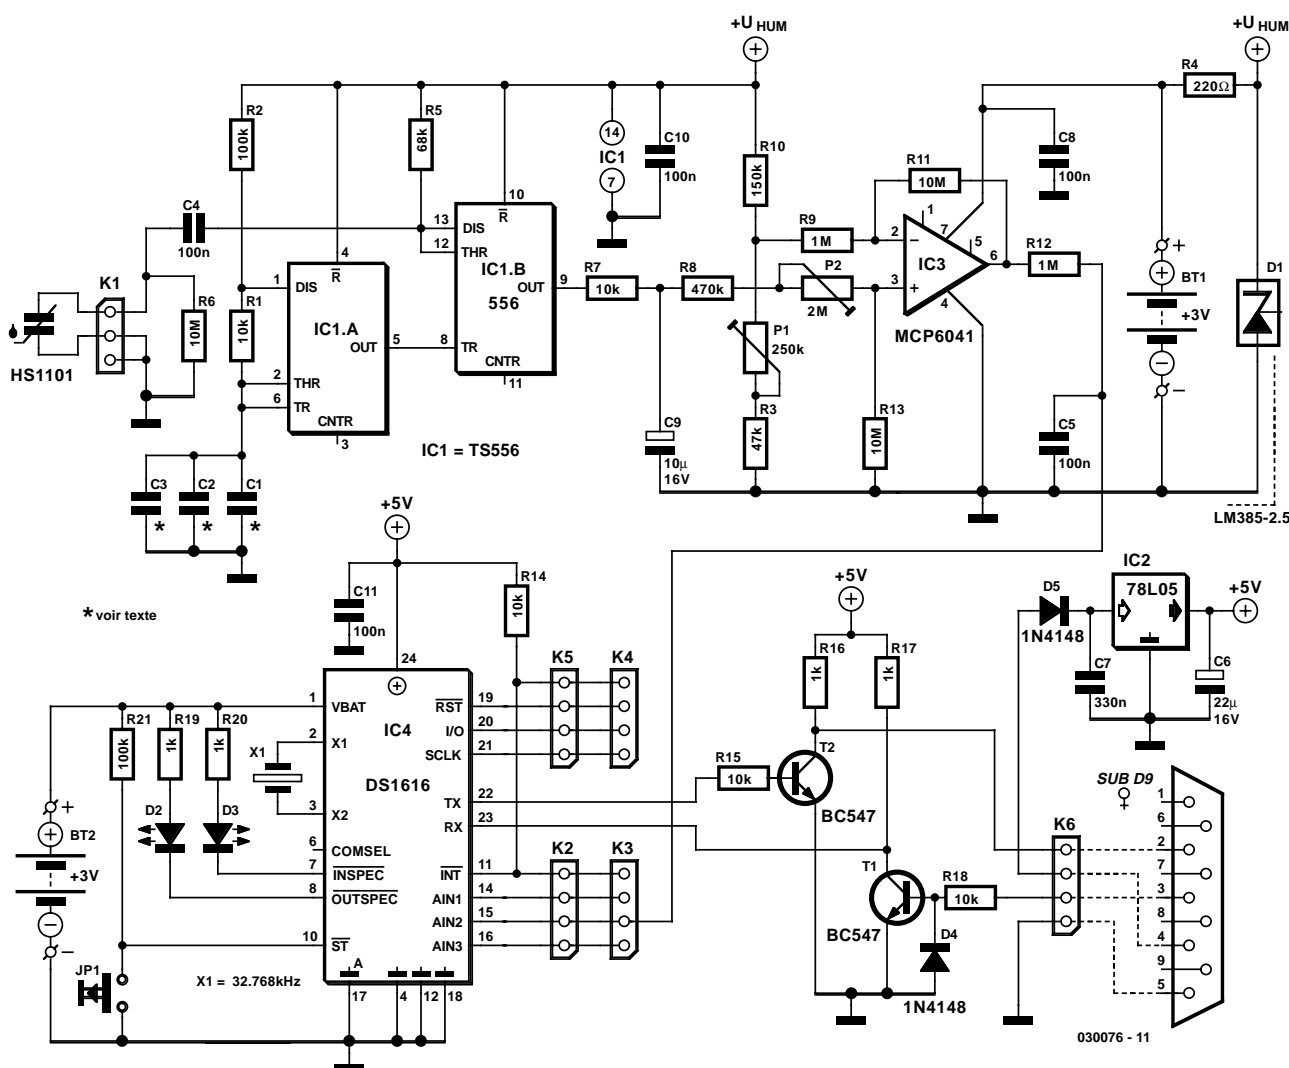 +U HUM
+U HUM
R4
220Ω
R2
100k
R5
68k
14
IC1
7
C10
100n
R10
150k
R11
10M
C8
100n
C4
100n
10
R
13
DIS
12
THR
IC1.B
556
OUT
9
8
TR
CNTR
11
4
R
1
DIS
IC1.A
OUT
5
2
THR
6
TR
CNTR
3
K1
HS1101
R6
10M
R1
10k
R7
10k
R8
470k
R9
1M
P2
2M
P1
250k
1
2
–
7
5
IC3
6
3
+
4
MCP6041
R12
1M
+
BT1
+3V
–
D1
R3
47k
R13
10M
C9
10µ
16V
C5
100n
IC1 = TS556
LM385-2.5
C3
*
C2
*
C1
*
+5V
* voir texte
C11
100n
R14
10k
24
K5
K4
+5V
R16
1k
R17
1k
IC2
78L05
D5
1N4148
+5V
C7
330n
C6
22µ
16V
R21
100k
R19
1k
R20
1k
1
VBAT
2
X1
X1
3
X2
6
COMSEL
7
INSPEC
8
OUTSPEC
10
ST
IC4
DS1616
RST
19
I/O
20
SCLK
21
TX
22
RX
23
INT
11
AIN1
14
AIN2
15
AIN3
16
A
17
4
12
18
D2
D3
+
BT2
+3V
–
JP1
X1 = 32.768kHz
K2
K3
R15
10k
T2
BC547
T1
BC547
R18
10k
D4
1N4148
K6
SUB D9
1
6
2
7
3
8
4
9
5
030076 - 11